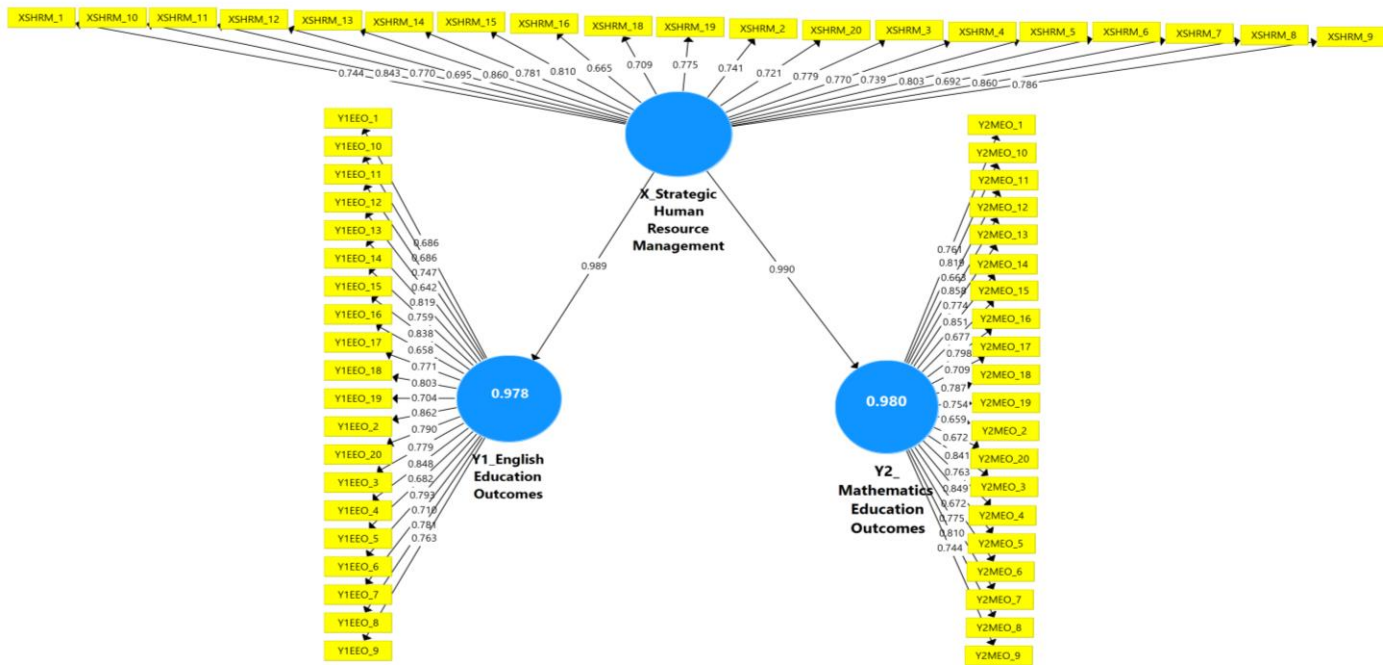 XSHRM_1 XSHRM_10 XSHRM_11 XSHRM_12 XSHRM_13 XSHRM_14 XSHRM_15 XSHRM_16 XSHRM_18 XSHRM_19 XSHRM_2 XSHRM_20 XSHRM_3 XSHRM_4 XSHRM_5 XSHRM_6 XSHRM_7 XSHRM_8 XSHRM_9
0.744 0.843 0.770 0.695 0.860 0.781 0.810 0.665 0.709 0.775 0.741 0.721 0.779 0.770 0.739 0.803 0.692 0.860 0.786
X_Strategic
Human
Resource
Management
0.989
0.990
Y1EEO_1
Y1EEO_10
Y1EEO_11
Y1EEO_12
Y1EEO_13
Y1EEO_14
Y1EEO_15
Y1EEO_16
Y1EEO_17
Y1EEO_18
Y1EEO_19
Y1EEO_2
Y1EEO_20
Y1EEO_3
Y1EEO_4
Y1EEO_5
Y1EEO_6
Y1EEO_7
Y1EEO_8
Y1EEO_9
0.686
0.686
0.747
0.642
0.819
0.759
0.838
0.658
0.771
0.803
0.704
0.862
0.790
0.779
0.848
0.682
0.793
0.710
0.781
0.763
0.978
Y1_English
Education
Outcomes
0.980
Y2_
Mathematics
Education
Outcomes
0.761
0.819
0.663
0.858
0.774
0.851
0.677
0.798
0.709
0.787
0.754
0.659
0.672
0.841
0.763
0.849
0.672
0.775
0.810
0.744
Y2MEO_1
Y2MEO_10
Y2MEO_11
Y2MEO_12
Y2MEO_13
Y2MEO_14
Y2MEO_15
Y2MEO_16
Y2MEO_17
Y2MEO_18
Y2MEO_19
Y2MEO_2
Y2MEO_20
Y2MEO_3
Y2MEO_4
Y2MEO_5
Y2MEO_6
Y2MEO_7
Y2MEO_8
Y2MEO_9